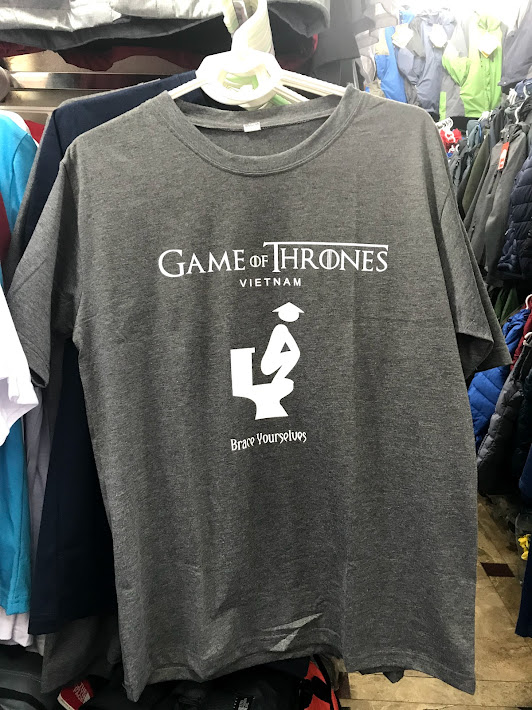 GAME OF THRONES
VIETNAM
Brace Yourselves